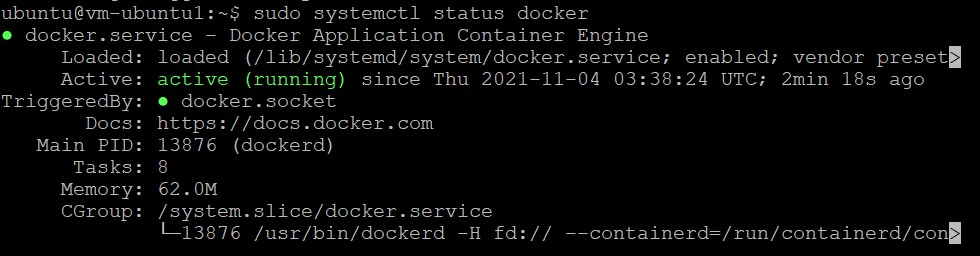 ubuntu@vm-ubuntu1:~$ sudo systemctl status docker
● docker.service - Docker Application Container Engine
     Loaded: loaded (/lib/systemd/system/docker.service; enabled; vendor preset>
     Active: active (running) since Thu 2021-11-04 03:38:24 UTC; 2min 18s ago
TriggeredBy: ● docker.socket
       Docs: https://docs.docker.com
   Main PID: 13876 (dockerd)
      Tasks: 8
     Memory: 62.0M
     CGroup: /system.slice/docker.service
             └─13876 /usr/bin/dockerd -H fd:// --containerd=/run/containerd/con>